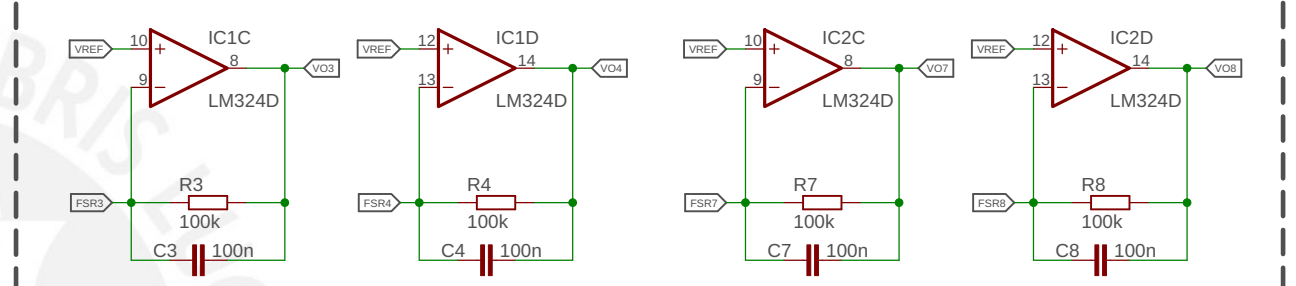 IC1C
VREF 10 + 8 VO3
9 −
LM324D
R3
FSR3
100k
C3 100n
IC1D
VREF 12 + 14 VO4
13 −
LM324D
R4
FSR4
100k
C4 100n
IC2C
VREF 10 + 8 VO7
9 −
LM324D
R7
FSR7
100k
C7 100n
IC2D
VREF 12 + 14 VO8
13 −
LM324D
R8
FSR8
100k
C8 100n